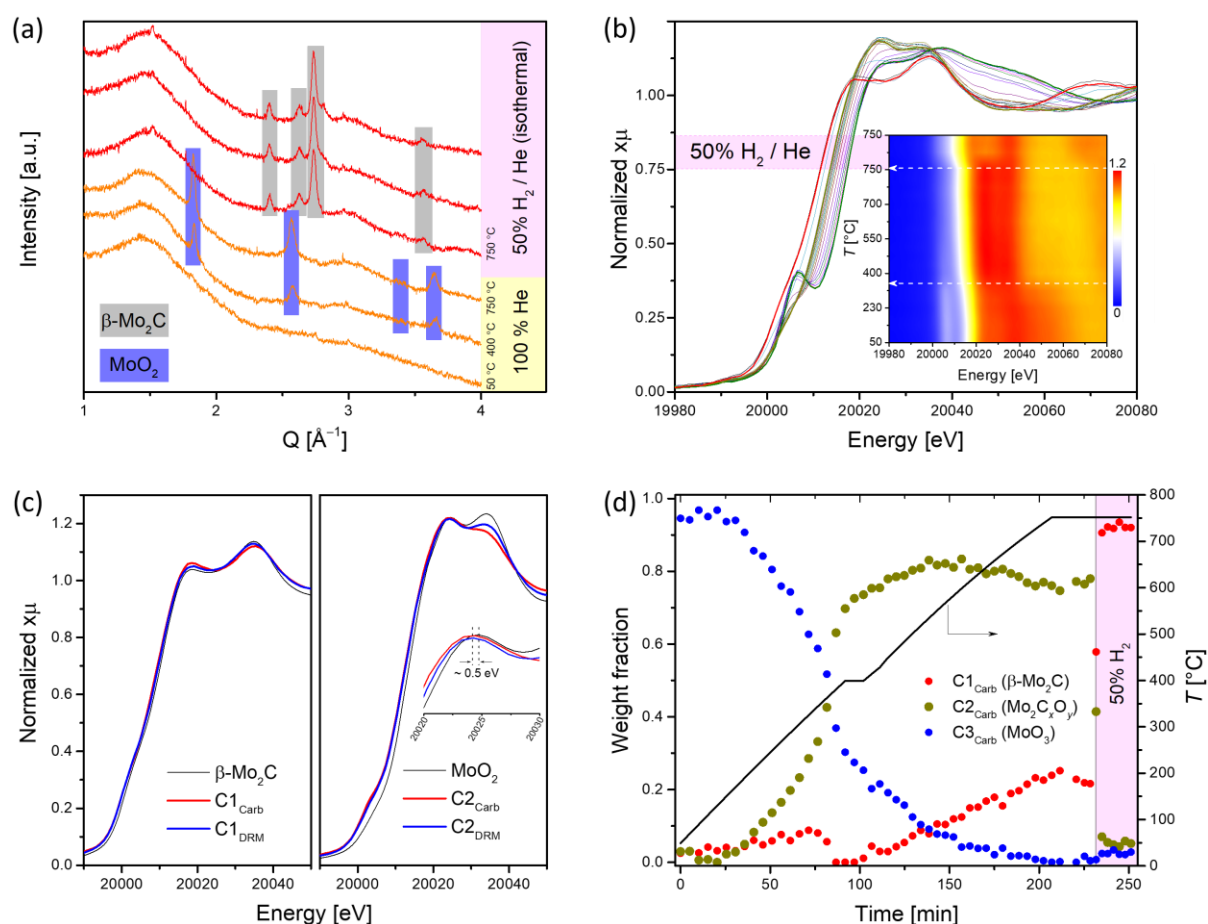 (a)
Intensity [a.u.]
β-Mo₂C
MoO₂
50% H₂ / He (isothermal)
100 % He
750 °C
750 °C
400 °C
50 °C
1 2 3 4
Q [Å⁻¹]
(b)
Normalized xμ
1.00
0.75
0.50
0.25
0.00
50% H₂ / He
T [°C]
750
750
700
550
400
230
50
1.2
0
19980 20000 20020 20040 20060 20080
Energy [eV]
19980 20000 20020 20040 20060 20080
Energy [eV]
(c)
Normalized xμ
1.2
1.0
0.8
0.6
0.4
0.2
0.0
β-Mo₂C
C1Carb
C1DRM
~ 0.5 eV
20020 20025 20030
MoO₂
C2Carb
C2DRM
20000 20020 20040
20000 20020 20040
Energy [eV]
(d)
Weight fraction
1.0
0.8
0.6
0.4
0.2
0.0
C1Carb (β-Mo₂C)
C2Carb (Mo₂CₓOᵧ)
C3Carb (MoO₃)
50% H₂
800
700
600
500
400
300
200
100
0
T [°C]
0 50 100 150 200 250
Time [min]